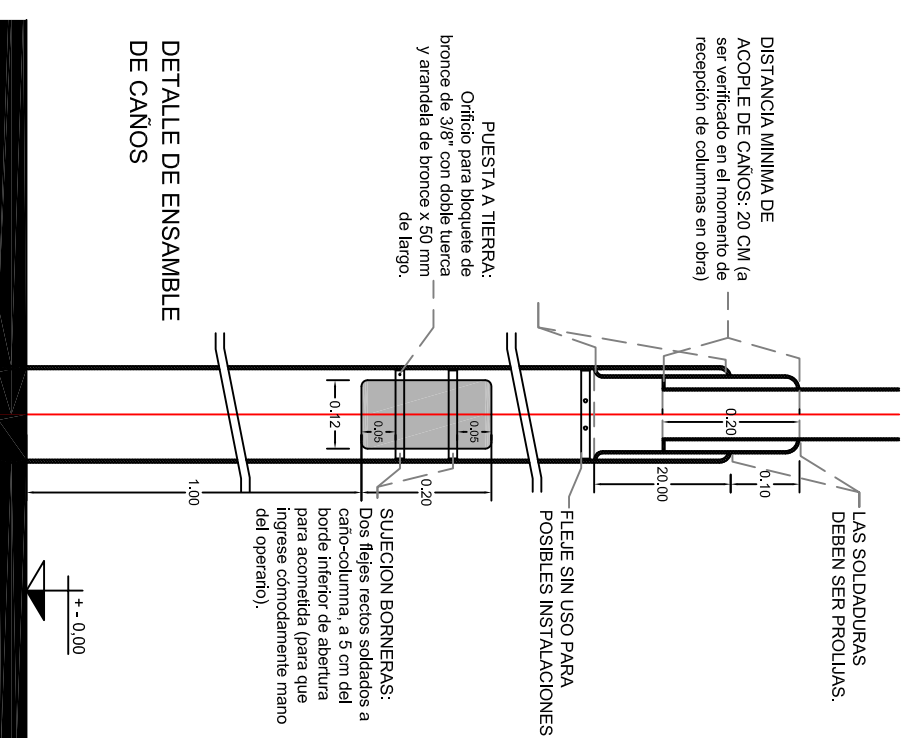 DISTANCIA MINIMA DE
ACOPLE DE CAÑOS: 20 CM (a
ser verificado en el momento de
recepción de columnas en obra)
LAS SOLDADURAS
DEBEN SER PROLIJAS.
0.20
0.10
20.00
FLEJE SIN USO PARA
POSIBLES INSTALACIONES
PUESTA A TIERRA:
Orificio para bloquete de
bronce de 3/8" con doble tuerca
y arandela de bronce x 50 mm
de largo.
0.05
0.05
0.12
0.20
SUJECION BORNERAS:
Dos flejes rectos soldados a
caño-columna, a 5 cm del
borde inferior de abertura
para acometida (para que
ingrese cómodamente mano
del operario).
1.00
DETALLE DE ENSAMBLE
DE CAÑOS
+ - 0,00